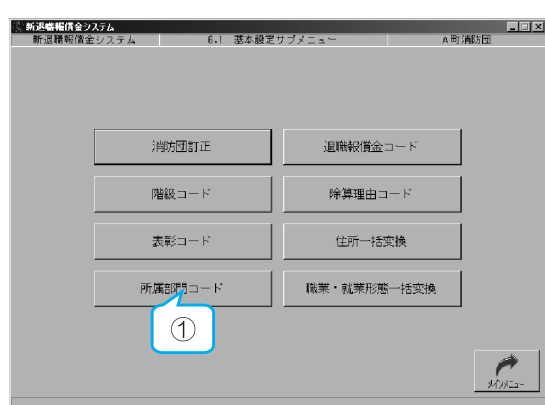 新退職報償金システム
新退職報償金システム 6.1 基本設定サブメニュー A町消防団
消防団訂正 退職報償金コード
階級コード 除算理由コード
表彰コード 住所一括変換
所属部門コード 職業・就業形態一括変換
①
メインメニュー